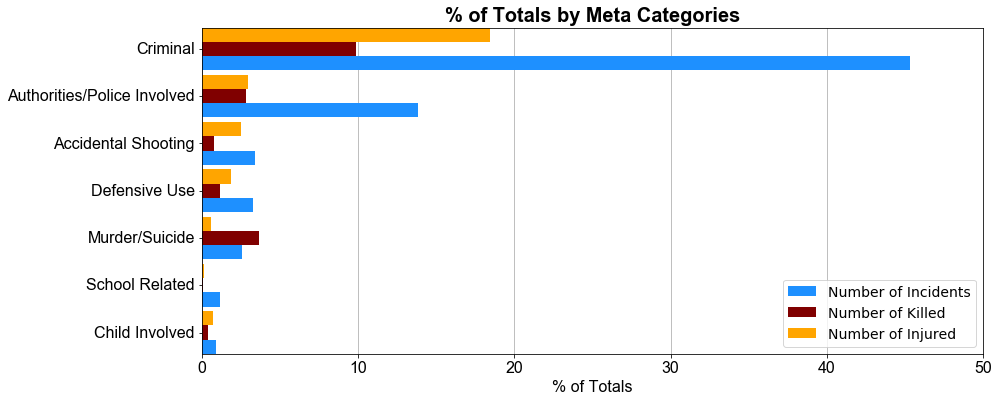 % of Totals by Meta Categories
Criminal
Authorities/Police Involved
Accidental Shooting
Defensive Use
Murder/Suicide
School Related
Child Involved
Number of Incidents
Number of Killed
Number of Injured
0 10 20 30 40 50
% of Totals